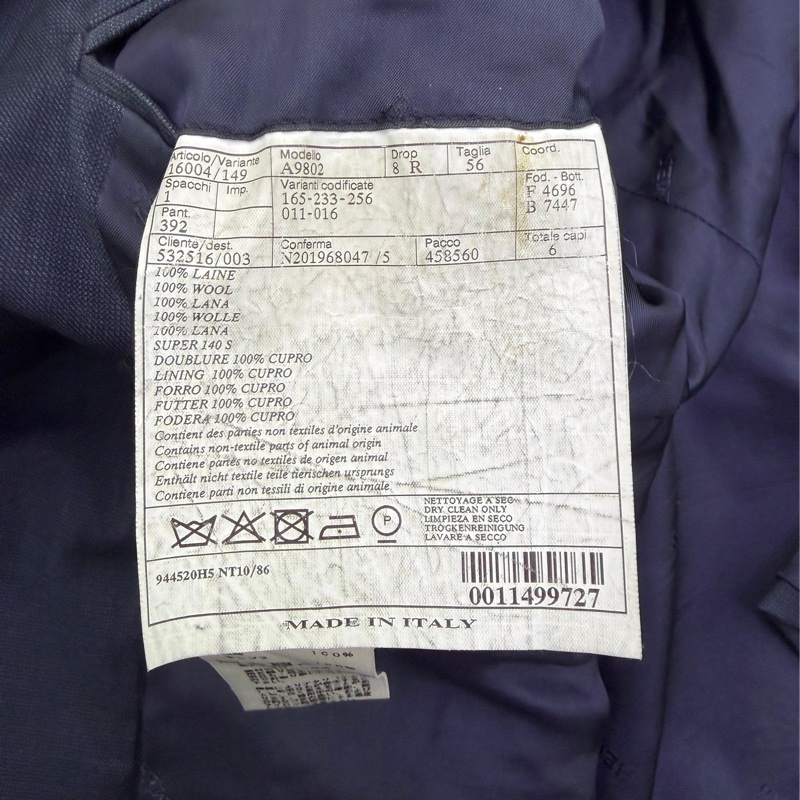 Articolo/Variante Modello Drop Taglia Coord.
16004/149 A9802 8 R 56
Spacchi Imp. Varianti codificate Fod. - Bott.
1 165-233-256 F 4696
011-016 B 7447
Pant.
392
Cliente/dest. Conferma Pacco Totale capi
532516/003 N201968047 /5 458560 6
100% LAINE
100% WOOL
100% LANA
100% WOLLE
100% LANA
SUPER 140 S
DOUBLURE 100% CUPRO
LINING 100% CUPRO
FORRO 100% CUPRO
FUTTER 100% CUPRO
FODERA 100% CUPRO
Contient des parties non textiles d'origine animale
Contains non-textile parts of animal origin
Contiene partes no textiles de origen animal
Enthält nicht textile teile tierischen ursprungs
Contiene parti non tessili di origine animale
NETTOYAGE A SEC
DRY CLEAN ONLY
LIMPIEZA EN SECO
TROCKENREINIGUNG
LAVARE A SECCO
P
944520H5 NT10/86
0011499727
MADE IN ITALY
100%